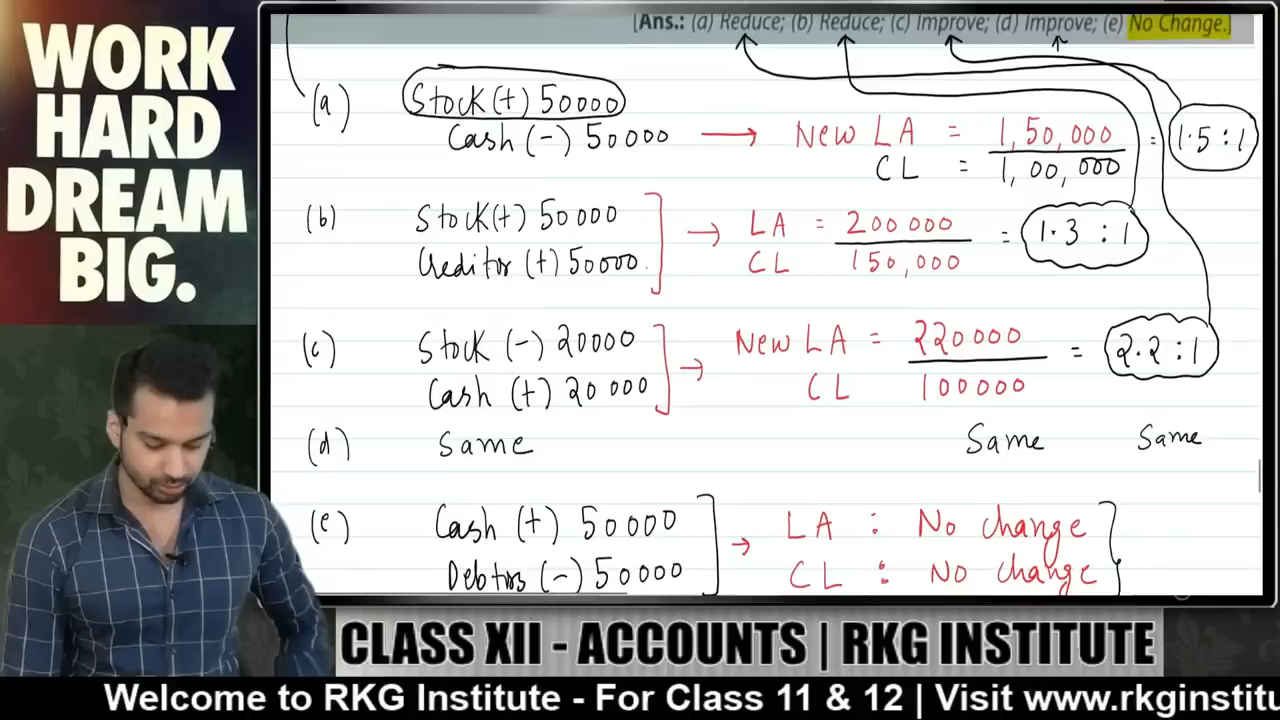 WORK
HARD
DREAM
BIG.
[Ans.: (a) Reduce; (b) Reduce; (c) Improve; (d) Improve; (e) No Change.]
(a) Stock (+) 50000
Cash (-) 50000 → New LA = 1,50,000 = 1.5 : 1
CL = 1,00,000
(b) Stock (+) 50000 → LA = 200000 = 1.3 : 1
Creditor (+) 50000. CL 150,000
(c) Stock (-) 20000 → New LA = 220000 = 2.2 : 1
Cash (+) 20000 CL 100000
(d) Same Same Same
(e) Cash (+) 50000 → LA : No change
Debtors (-) 50000 CL : No change
CLASS XII - ACCOUNTS | RKG INSTITUTE
Welcome to RKG Institute - For Class 11 & 12 | Visit www.rkginstitu